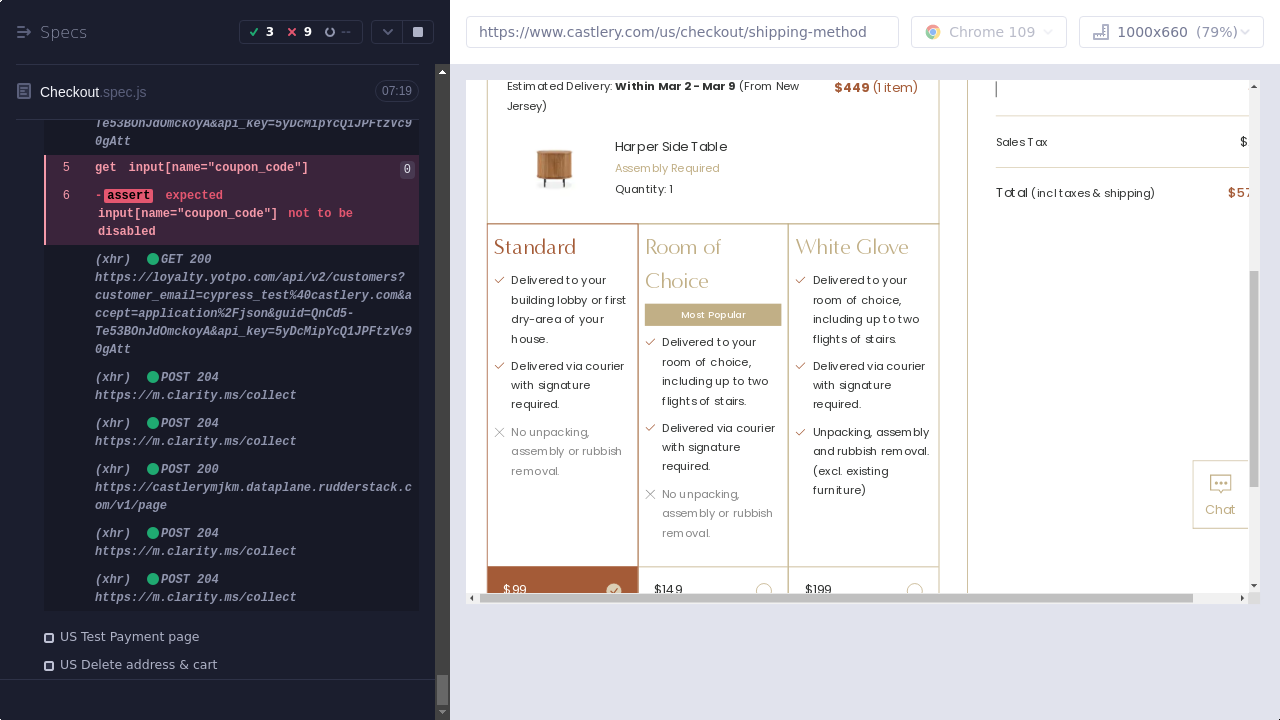 Specs
3
9
--
https://www.castlery.com/us/checkout/shipping-method
Chrome 109
1000x660 (79%)
Checkout.spec.js
07:19
Te53BOnJdOmckoyA&api_key=5yDcMipYcQ1JPFtzVc9
0gAtt
5 get input[name="coupon_code"] 0
6 -assert expected
input[name="coupon_code"] not to be
disabled
(xhr) GET 200
https://loyalty.yotpo.com/api/v2/customers?
customer_email=cypress_test%40castlery.com&a
ccept=application%2Fjson&guid=QnCd5-
Te53BOnJdOmckoyA&api_key=5yDcMipYcQ1JPFtzVc9
0gAtt
(xhr) POST 204
https://m.clarity.ms/collect
(xhr) POST 204
https://m.clarity.ms/collect
(xhr) POST 200
https://castlerymjkm.dataplane.rudderstack.c
om/v1/page
(xhr) POST 204
https://m.clarity.ms/collect
(xhr) POST 204
https://m.clarity.ms/collect
US Test Payment page
US Delete address & cart
Estimated Delivery: Within Mar 2 - Mar 9 (From New
Jersey)
$449 (1 item)
Harper Side Table
Assembly Required
Quantity: 1
Standard
Delivered to your
building lobby or first
dry-area of your
house.
Delivered via courier
with signature
required.
No unpacking,
assembly or rubbish
removal.
$99
Room of
Choice
Most Popular
Delivered to your
room of choice,
including up to two
flights of stairs.
Delivered via courier
with signature
required.
No unpacking,
assembly or rubbish
removal.
$149
White Glove
Delivered to your
room of choice,
including up to two
flights of stairs.
Delivered via courier
with signature
required.
Unpacking, assembly
and rubbish removal.
(excl. existing
furniture)
$199
Sales Tax $
Total (incl taxes & shipping) $57
Chat